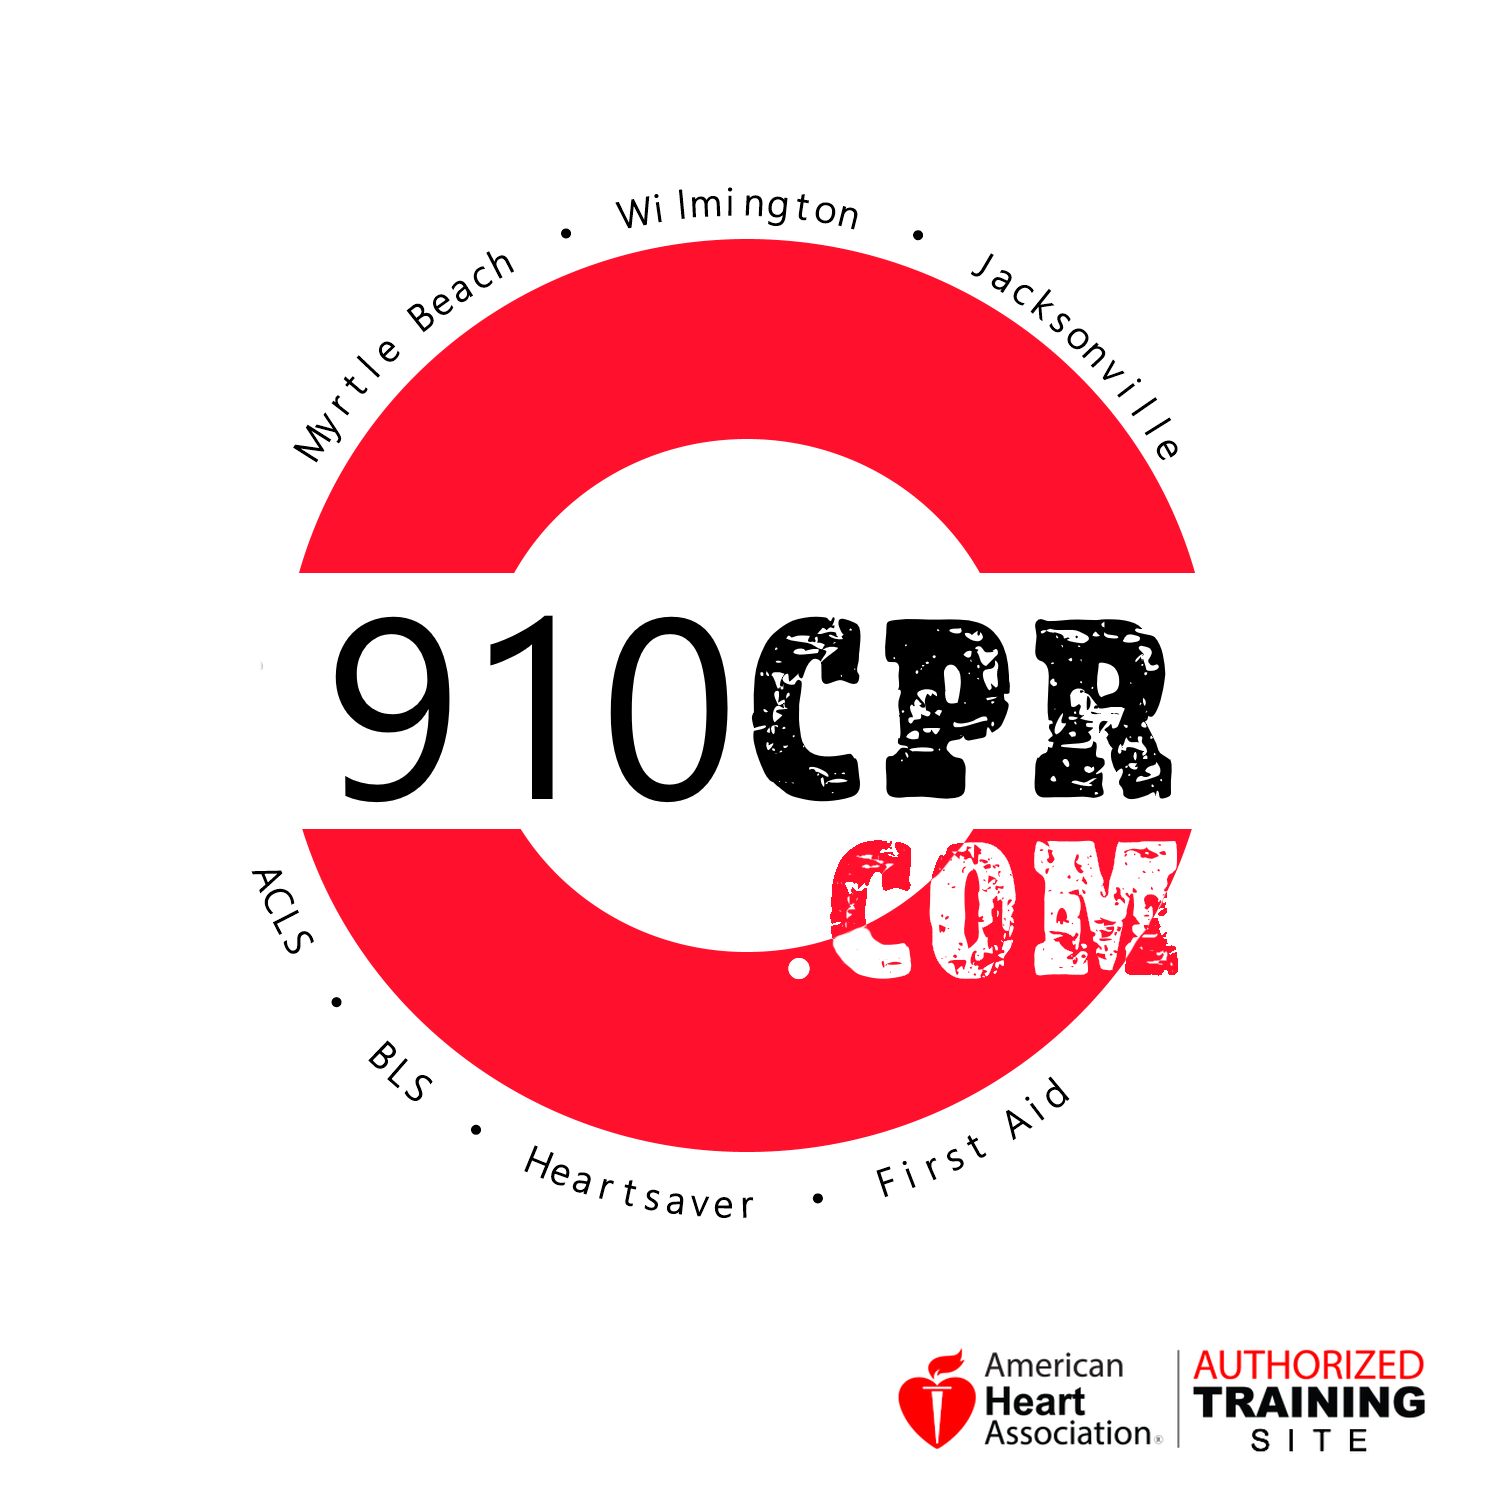 Myrtle Beach • Wilmington • Jacksonville
910CPR
.COM
ACLS • BLS • Heartsaver • First Aid
American
Heart
Association®
AUTHORIZED
TRAINING
SITE